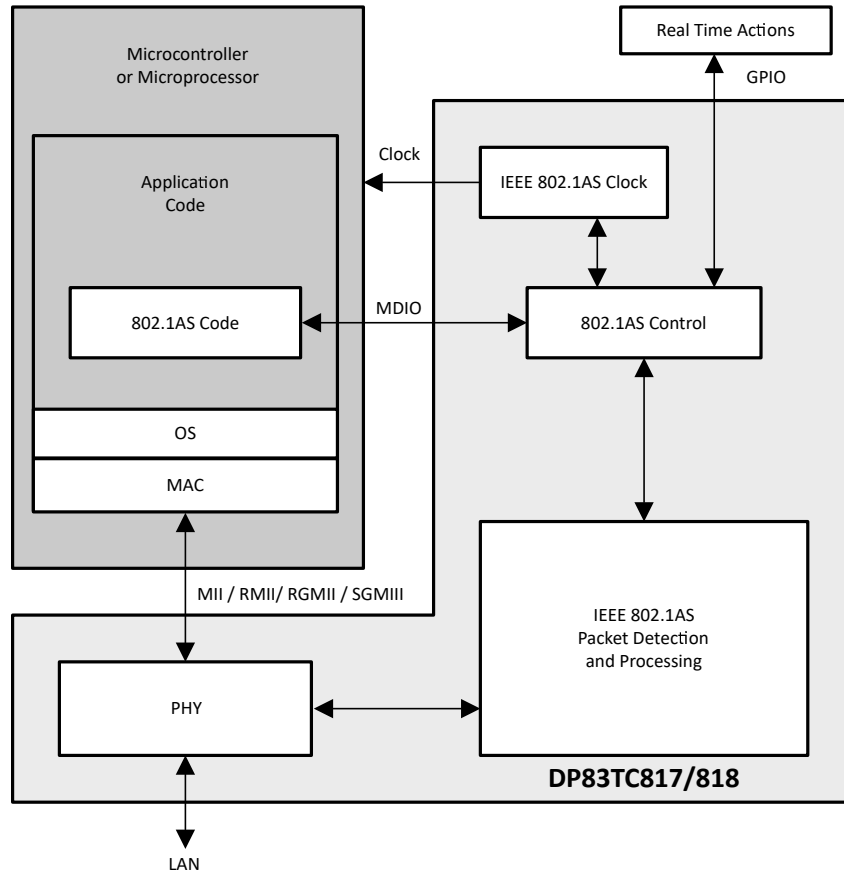 Microcontroller
or Microprocessor
Real Time Actions
GPIO
Application
Code
Clock
IEEE 802.1AS Clock
802.1AS Code
MDIO
802.1AS Control
OS
MAC
MII / RMII/ RGMII / SGMIII
IEEE 802.1AS
Packet Detection
and Processing
PHY
DP83TC817/818
LAN